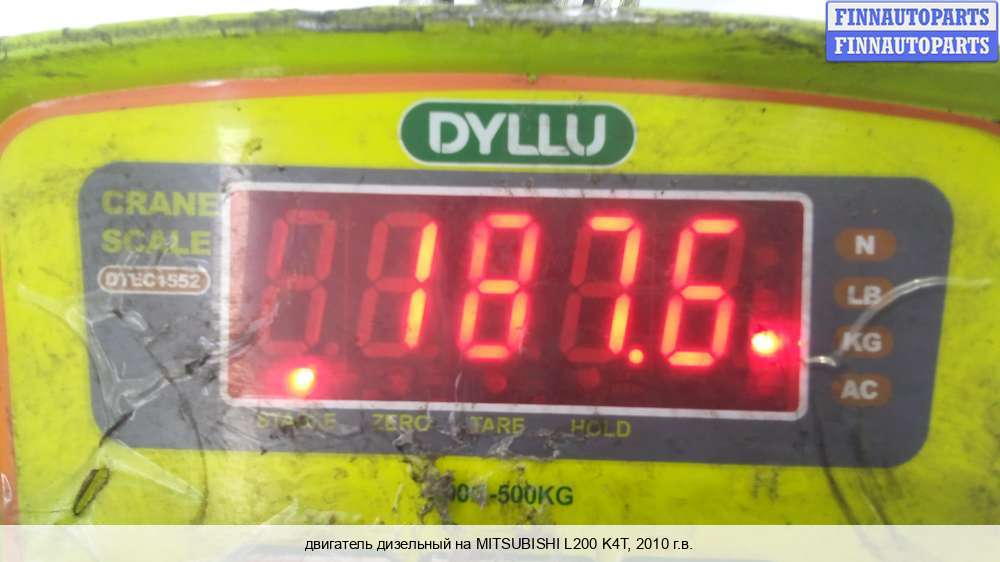 FINNAUTOPARTS
FINNAUTOPARTS
DYLLU
CRANE
SCALE
DTEC1552
187.6
N
LB
KG
AC
STABLE ZERO TARE HOLD
-500KG
двигатель дизельный на MITSUBISHI L200 K4T, 2010 г.в.